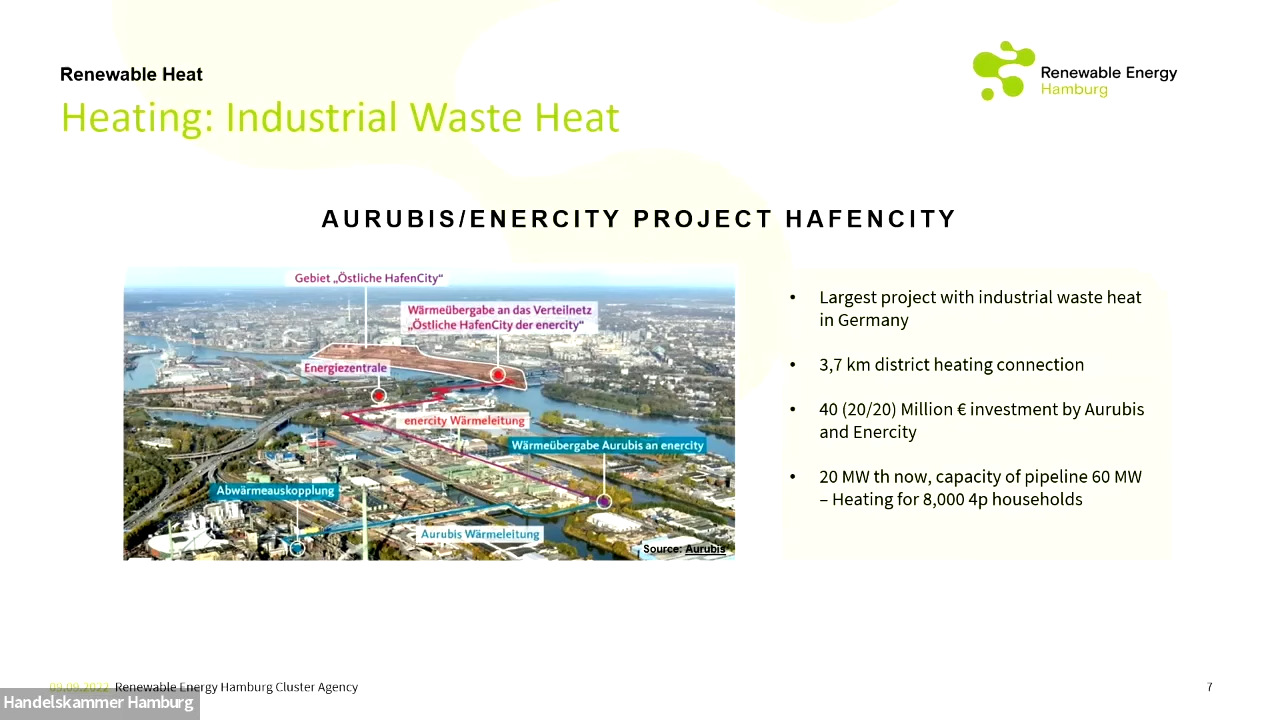 Renewable Heat
Heating: Industrial Waste Heat
Renewable Energy
Hamburg
AURUBIS/ENERCITY PROJECT HAFENCITY
Gebiet „Östliche HafenCity“
Wärmeübergabe an das Verteilnetz
„Östliche HafenCity der enercity“
Energiezentrale
enercity Wärmeleitung
Wärmeübergabe Aurubis an enercity
Abwärmeauskopplung
Aurubis Wärmeleitung
Source: Aurubis
• Largest project with industrial waste heat
in Germany
• 3,7 km district heating connection
• 40 (20/20) Million € investment by Aurubis
and Enercity
• 20 MW th now, capacity of pipeline 60 MW
– Heating for 8,000 4p households
09.09.2022 Renewable Energy Hamburg Cluster Agency
7
Handelskammer Hamburg